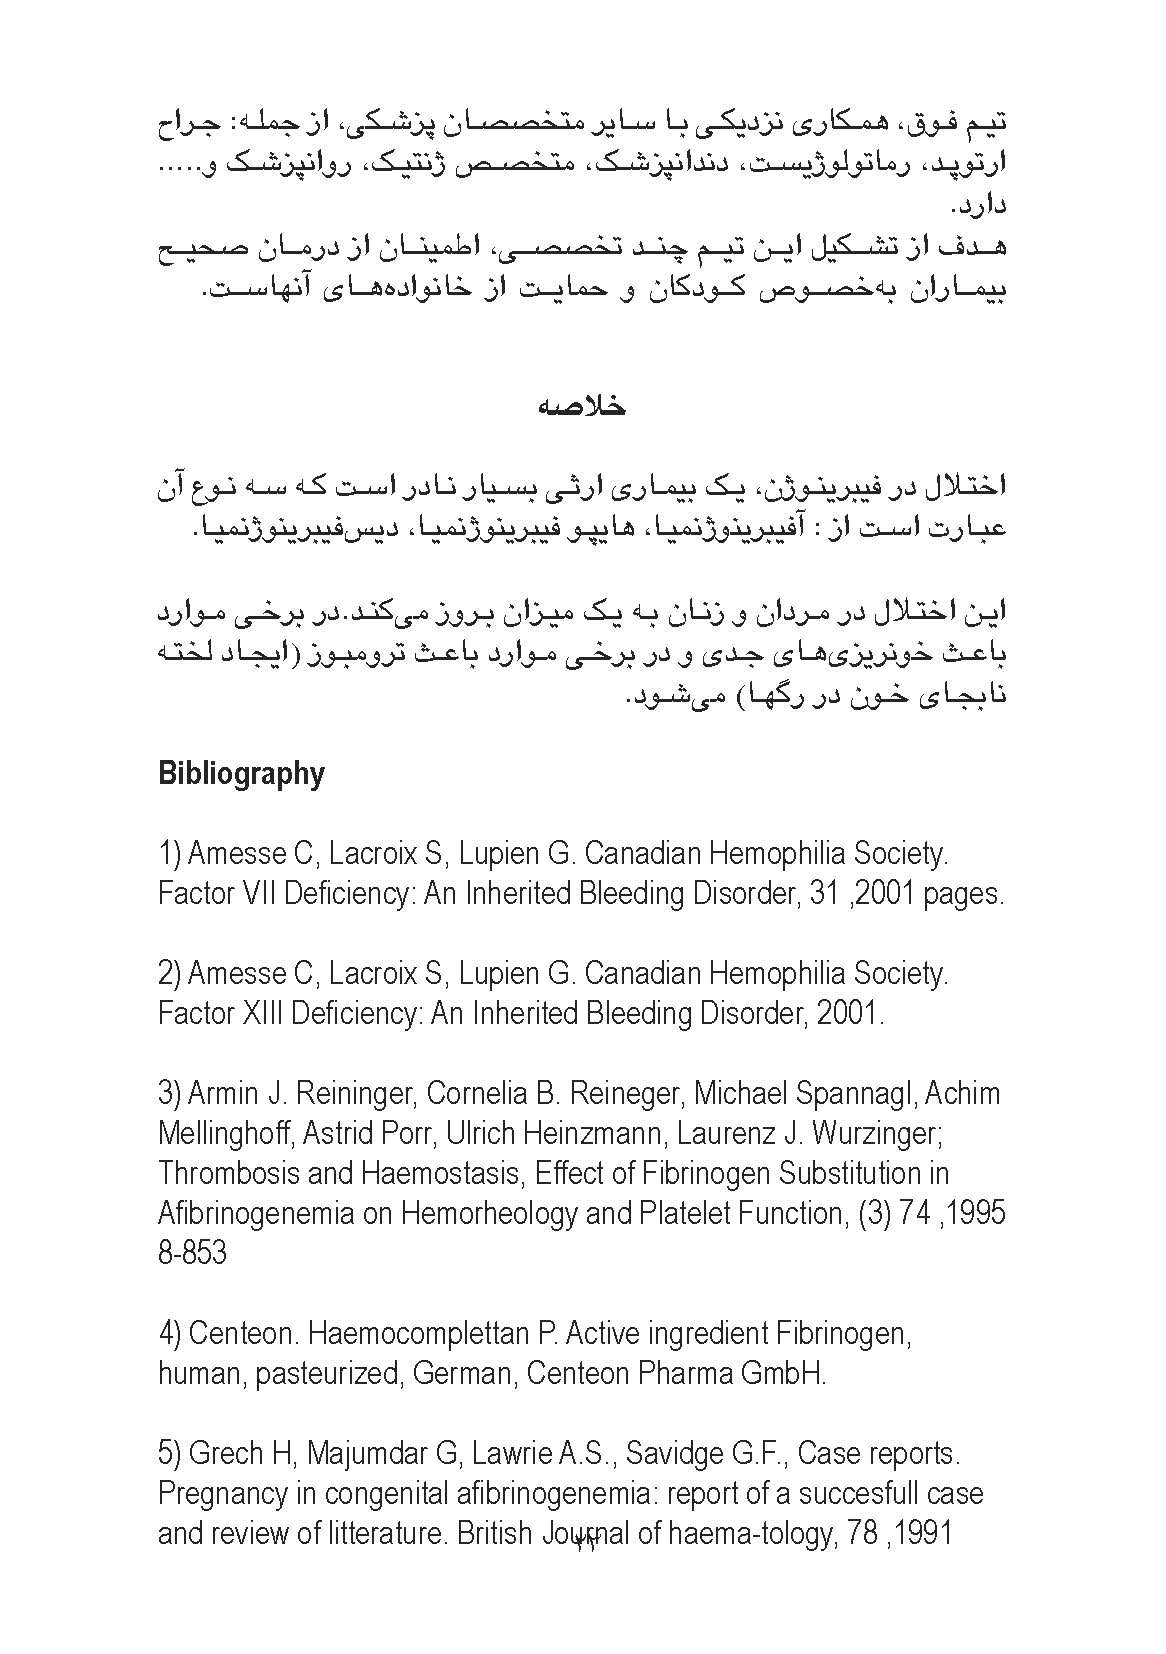 تیم فوق، همکاری نزدیکی با سایر متخصصان پزشکی، از جمله: جراح
ارتوپد، رماتولوژیست، دندانپزشک، متخصص ژنتیک، روانپزشک و.....
دارد.
هدف از تشکیل این تیم چند تخصصی، اطمینان از درمان صحیح
بیماران به‌خصوص کودکان و حمایت از خانواده‌های آنهاست.
خلاصه
اختلال در فیبرینوژن، یک بیماری ارثی بسیار نادر است که سه نوع آن
عبارت است از : آفیبرینوژنمیا، هایپو فیبرینوژنمیا، دیس‌فیبرینوژنمیا.
این اختلال در مردان و زنان به یک میزان بروز می‌کند.در برخی موارد
باعث خونریزی‌های جدی و در برخی موارد باعث ترومبوز (ایجاد لخته
نابجای خون در رگها) می‌شود.
Bibliography
1) Amesse C, Lacroix S, Lupien G. Canadian Hemophilia Society.
Factor VII Deficiency: An Inherited Bleeding Disorder, 31 ,2001 pages.
2) Amesse C, Lacroix S, Lupien G. Canadian Hemophilia Society.
Factor XIII Deficiency: An Inherited Bleeding Disorder, 2001.
3) Armin J. Reininger, Cornelia B. Reineger, Michael Spannagl, Achim
Mellinghoff, Astrid Porr, Ulrich Heinzmann, Laurenz J. Wurzinger;
Thrombosis and Haemostasis, Effect of Fibrinogen Substitution in
Afibrinogenemia on Hemorheology and Platelet Function, (3) 74 ,1995
8-853
4) Centeon. Haemocomplettan P. Active ingredient Fibrinogen,
human, pasteurized, German, Centeon Pharma GmbH.
5) Grech H, Majumdar G, Lawrie A.S., Savidge G.F., Case reports.
Pregnancy in congenital afibrinogenemia: report of a succesfull case
and review of litterature. British Journal of haema-tology, 78 ,1991